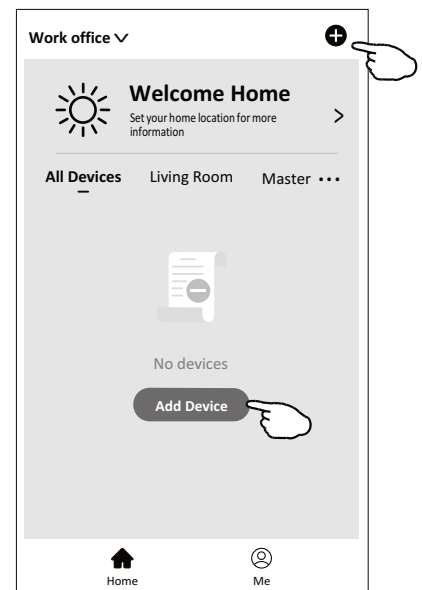 Work office
Welcome Home
Set your home location for more
information
All Devices Living Room Master
No devices
Add Device
Home Me